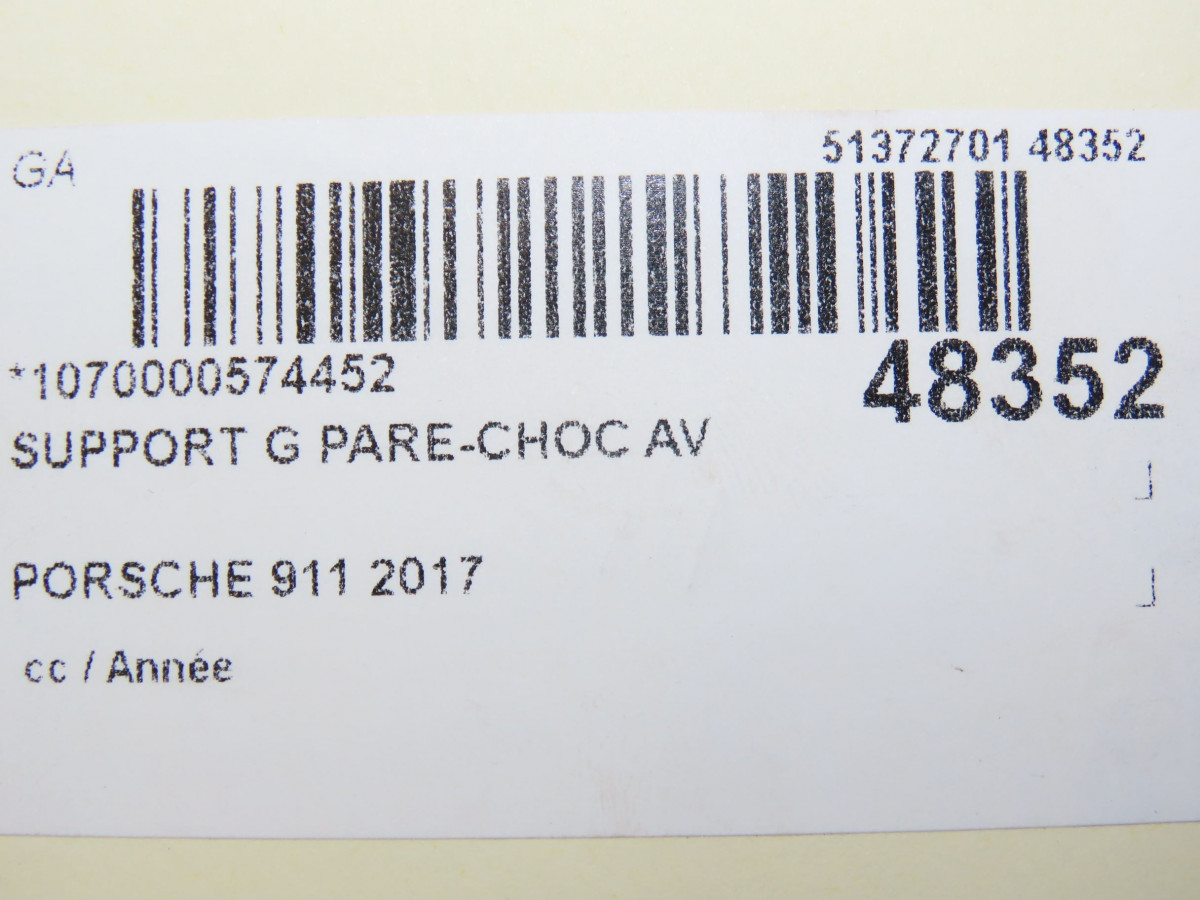 GA
51372701 48352
*1070000574452
48352
SUPPORT G PARE-CHOC AV
PORSCHE 911 2017
cc / Année